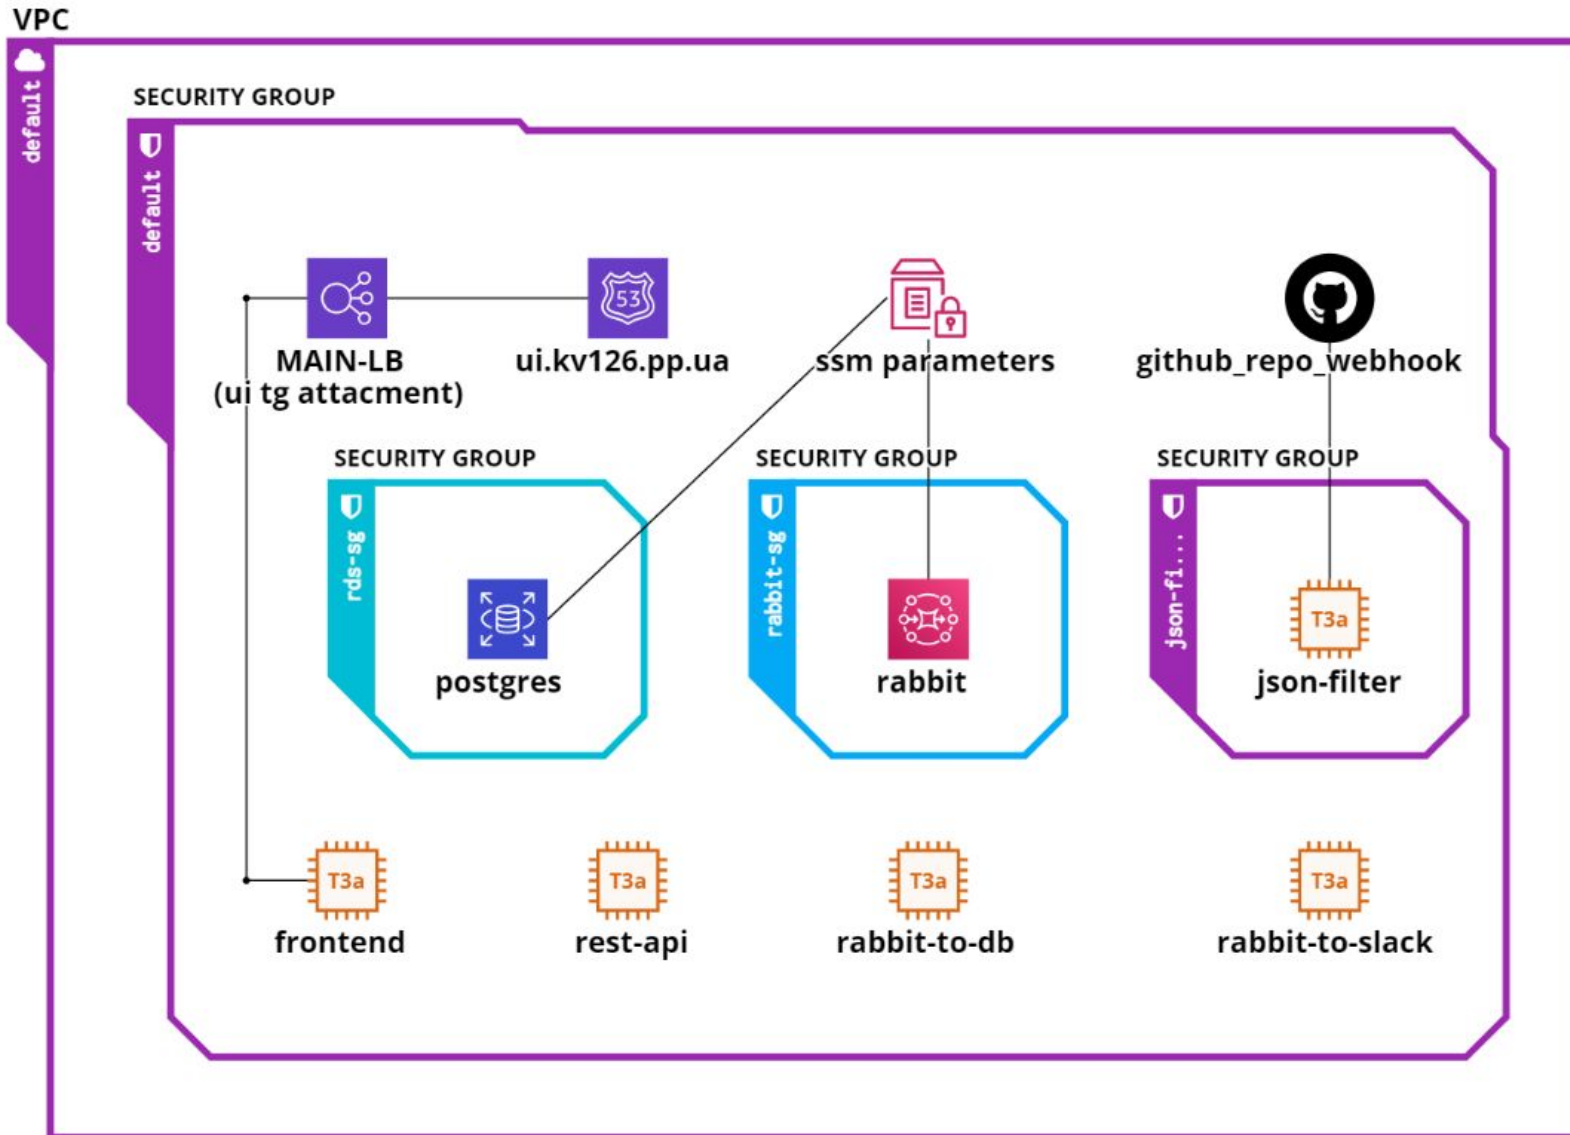 VPC
default
SECURITY GROUP
default
53
MAIN-LB
(ui tg attacment)
ui.kv126.pp.ua
ssm parameters
github_repo_webhook
SECURITY GROUP
SECURITY GROUP
SECURITY GROUP
rds-sg
rabbit-sg
json-fi...
T3a
postgres
rabbit
json-filter
T3a
T3a
T3a
T3a
frontend
rest-api
rabbit-to-db
rabbit-to-slack